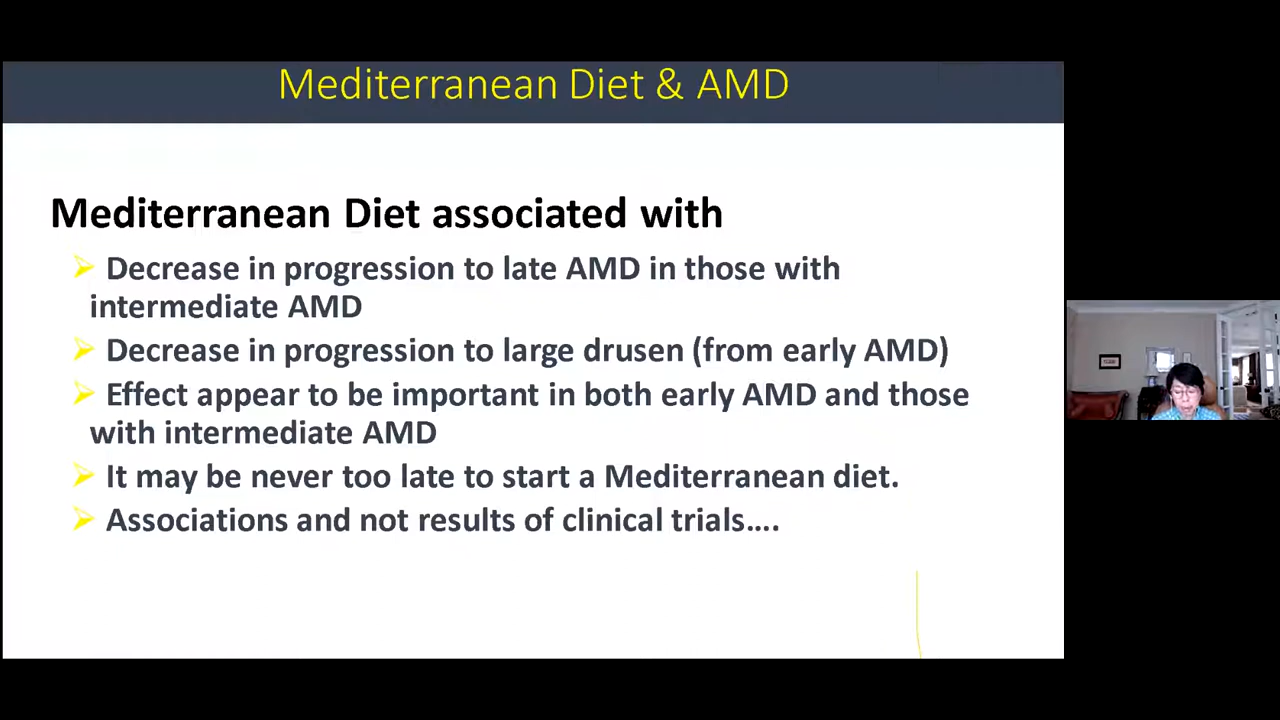 Mediterranean Diet & AMD
Mediterranean Diet associated with
Decrease in progression to late AMD in those with
intermediate AMD
Decrease in progression to large drusen (from early AMD)
Effect appear to be important in both early AMD and those
with intermediate AMD
It may be never too late to start a Mediterranean diet.
Associations and not results of clinical trials....